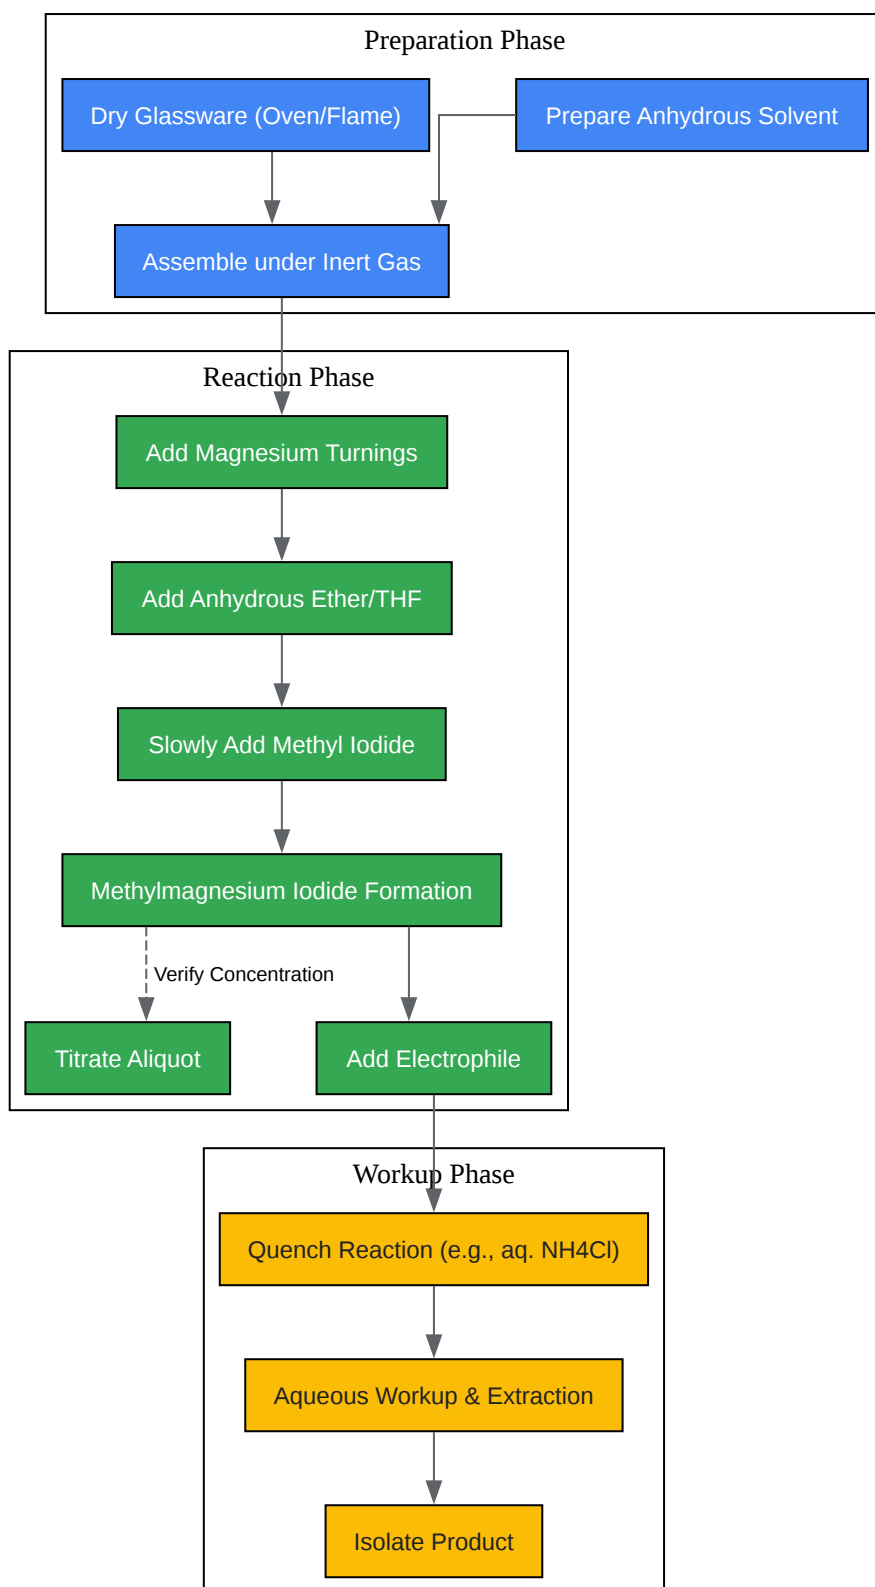 Preparation Phase
Dry Glassware (Oven/Flame)
Prepare Anhydrous Solvent
Assemble under Inert Gas
Reaction Phase
Add Magnesium Turnings
Add Anhydrous Ether/THF
Slowly Add Methyl Iodide
Methylmagnesium Iodide Formation
Verify Concentration
Titrate Aliquot
Add Electrophile
Workup Phase
Quench Reaction (e.g., aq. NH4Cl)
Aqueous Workup & Extraction
Isolate Product